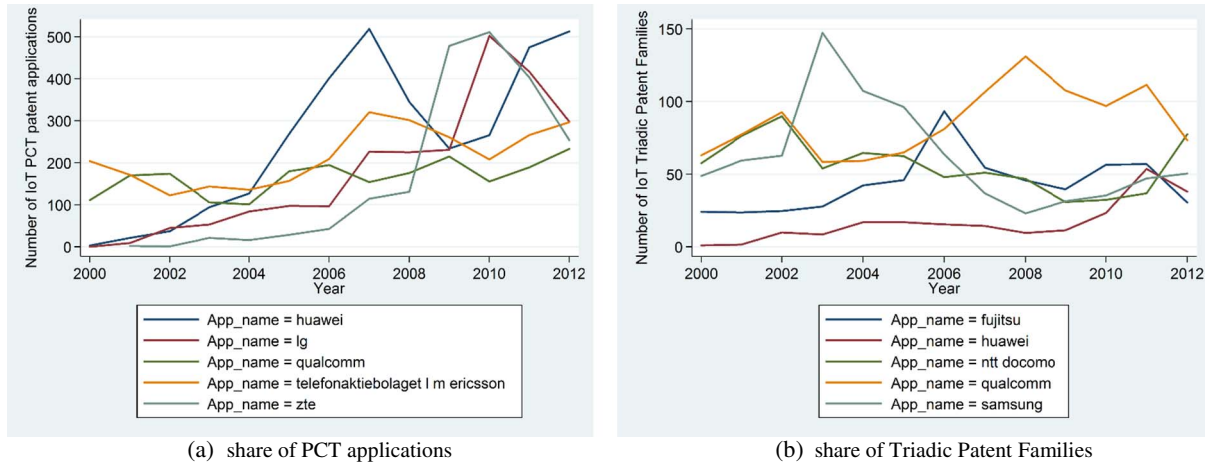 Number of IoT PCT patent applications
500
400
300
200
100
0
2000 2002 2004 2006 2008 2010 2012
Year
App_name = huawei
App_name = lg
App_name = qualcomm
App_name = telefonaktiebolaget l m ericsson
App_name = zte
(a) share of PCT applications
Number of IoT Triadic Patent Families
150
100
50
0
2000 2002 2004 2006 2008 2010 2012
Year
App_name = fujitsu
App_name = huawei
App_name = ntt docomo
App_name = qualcomm
App_name = samsung
(b) share of Triadic Patent Families